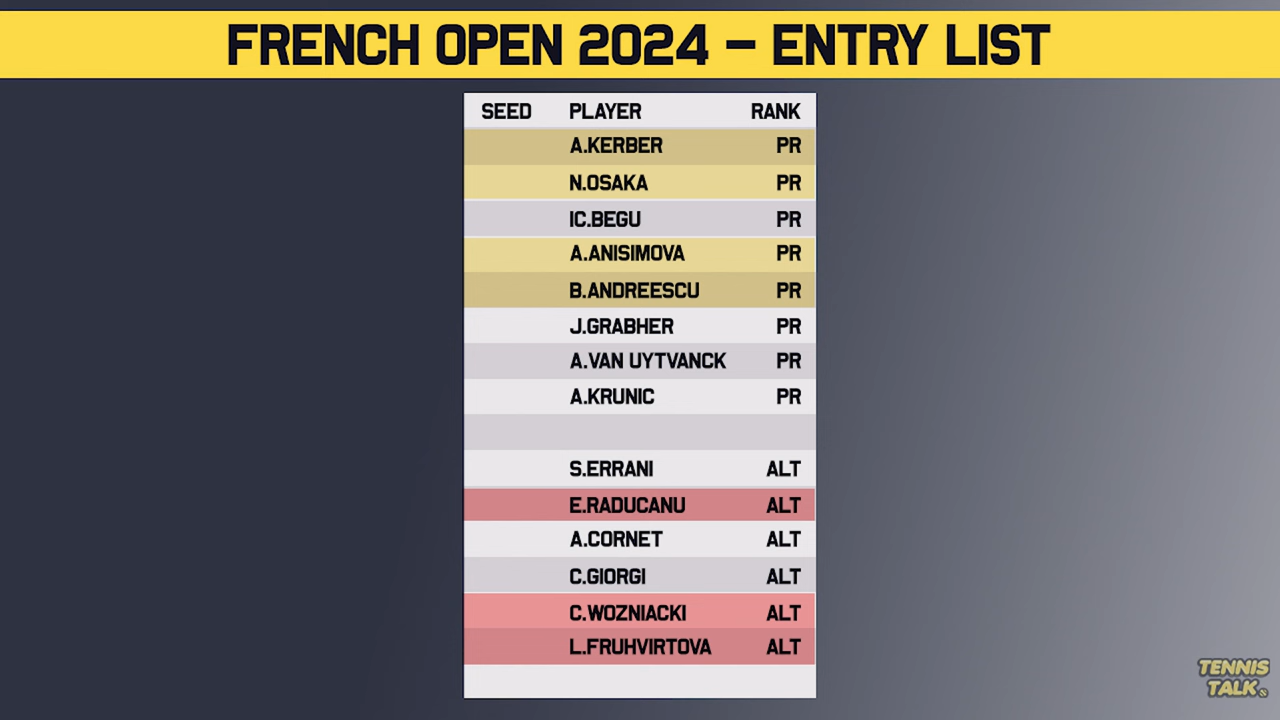 FRENCH OPEN 2024 – ENTRY LIST
SEED PLAYER RANK
A.KERBER PR
N.OSAKA PR
IC.BEGU PR
A.ANISIMOVA PR
B.ANDREESCU PR
J.GRABHER PR
A.VAN UYTVANCK PR
A.KRUNIC PR
S.ERRANI ALT
E.RADUCANU ALT
A.CORNET ALT
C.GIORGI ALT
C.WOZNIACKI ALT
L.FRUHVIRTOVA ALT
TENNIS
TALK